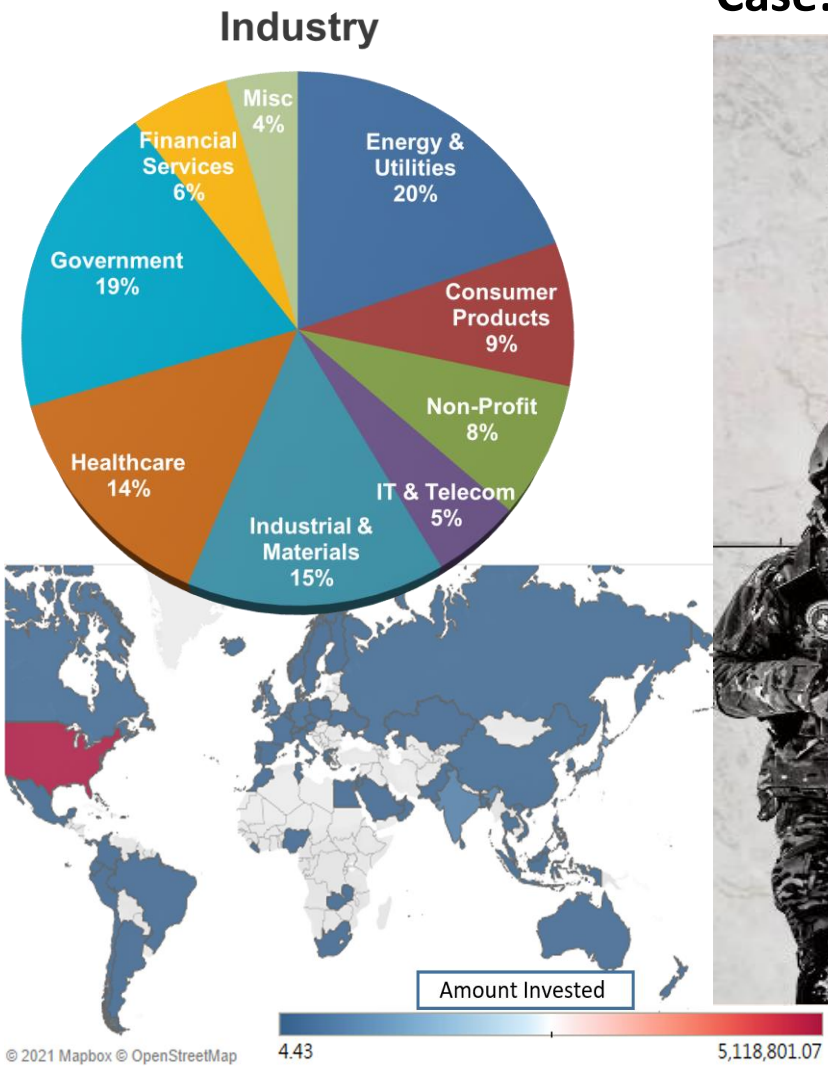 Industry
Case:
Misc
4%
Energy &
Utilities
20%
Financial
Services
6%
Government
19%
Consumer
Products
9%
Non-Profit
8%
Healthcare
14%
IT & Telecom
5%
Industrial &
Materials
15%
Amount Invested
4.43
5,118,801.07
© 2021 Mapbox © OpenStreetMap